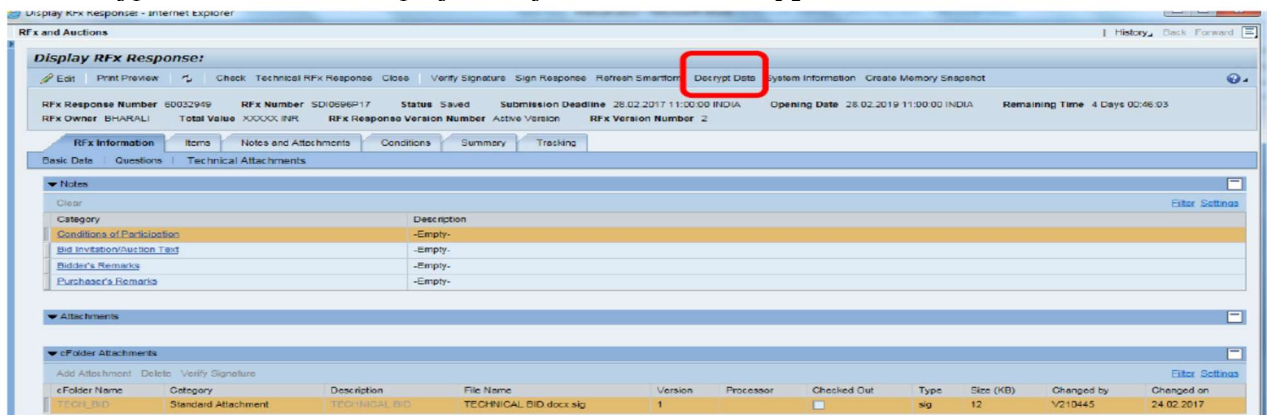 Display RFx Response: - Internet Explorer
RFx and Auctions | History Back Forward
Display RFx Response:
Edit Print Preview Check Technical RFx Response Close Verify Signature Sign Response Refresh Smartform Decrypt Data System Information Create Memory Snapshot
RFx Response Number 60032949 RFx Number SDI0696P17 Status Saved Submission Deadline 28.02.2017 11:00:00 INDIA Opening Date 28.02.2019 11:00:00 INDIA Remaining Time 4 Days 00:46:03
RFx Owner BHARALI Total Value XXXXX INR RFx Response Version Number Active Version RFx Version Number 2
RFx Information Items Notes and Attachments Conditions Summary Tracking
Basic Data | Questions | Technical Attachments
Notes
Clear Filter Settings
Category Description
Conditions of Participation -Empty-
Bid Invitation/Auction Text -Empty-
Bidder's Remarks -Empty-
Purchaser's Remarks -Empty-
Attachments
cFolder Attachments
Add Attachment Delete Verify Signature Filter Settings
cFolder Name Category Description File Name Version Processor Checked Out Type Size (KB) Changed by Changed on
TECH_BID Standard Attachment TECHNICAL BID TECHNICAL BID.docx.sig 1 sig 12 V210445 24.02.2017